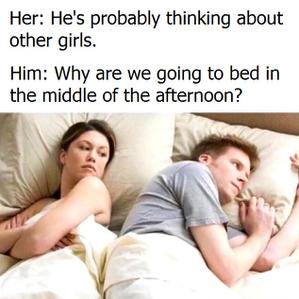 Her: He's probably thinking about
other girls.
Him: Why are we going to bed in
the middle of the afternoon?